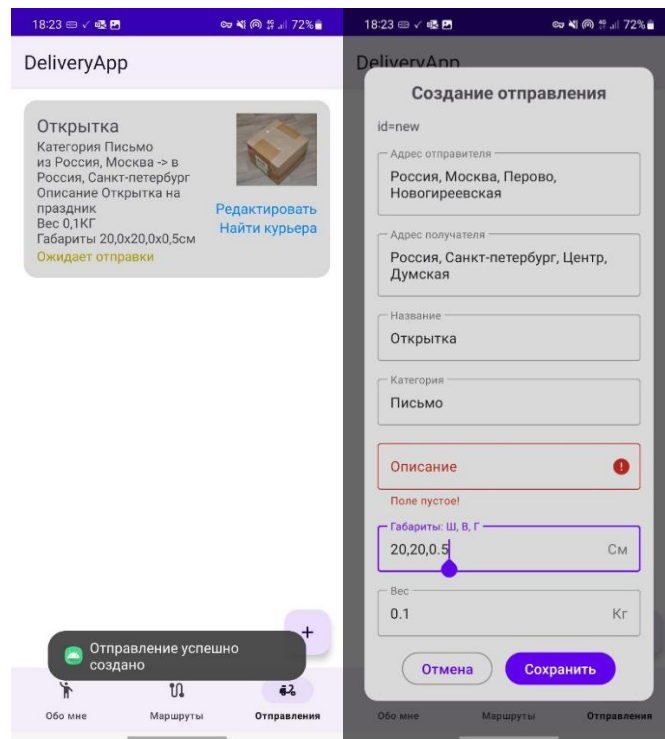 18:23
72%
DeliveryApp
Открытка
Категория Письмо
из Россия, Москва -> в
Россия, Санкт-петербург
Описание Открытка на
праздник
Вес 0,1КГ
Габариты 20,0x20,0x0,5см
Ожидает отправки
Редактировать
Найти курьера
+
Отправление успешно
создано
Обо мне
Маршруты
Отправления
18:23
72%
DeliveryApp
Создание отправления
id=new
Адрес отправителя
Россия, Москва, Перово,
Новогиреевская
Адрес получателя
Россия, Санкт-петербург, Центр,
Думская
Название
Открытка
Категория
Письмо
Описание
Поле пустое!
Габариты: Ш, В, Г
20,20,0.5 См
Вес
0.1 Кг
Отмена Сохранить
Обо мне
Маршруты
Отправления